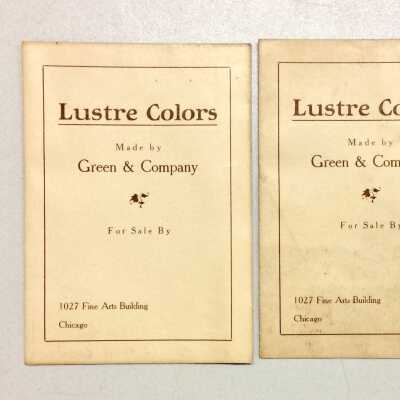 Lustre Colors
Made by
Green & Company
For Sale By
1027 Fine Arts Building
Chicago
Lustre Co
Made by
Green & Com
For Sale By
1027 Fine Arts Building
Chicago